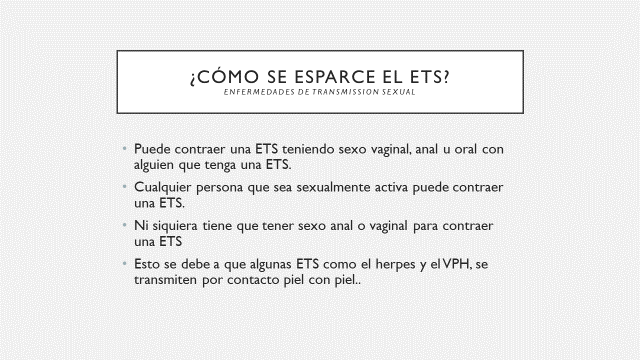 ¿CÓMO SE ESPARCE EL ETS?
ENFERMEDADES DE TRANSMISSION SEXUAL
• Puede contraer una ETS teniendo sexo vaginal, anal u oral con
alguien que tenga una ETS.
• Cualquier persona que sea sexualmente activa puede contraer
una ETS.
• Ni siquiera tiene que tener sexo anal o vaginal para contraer
una ETS
• Esto se debe a que algunas ETS como el herpes y el VPH, se
transmiten por contacto piel con piel..